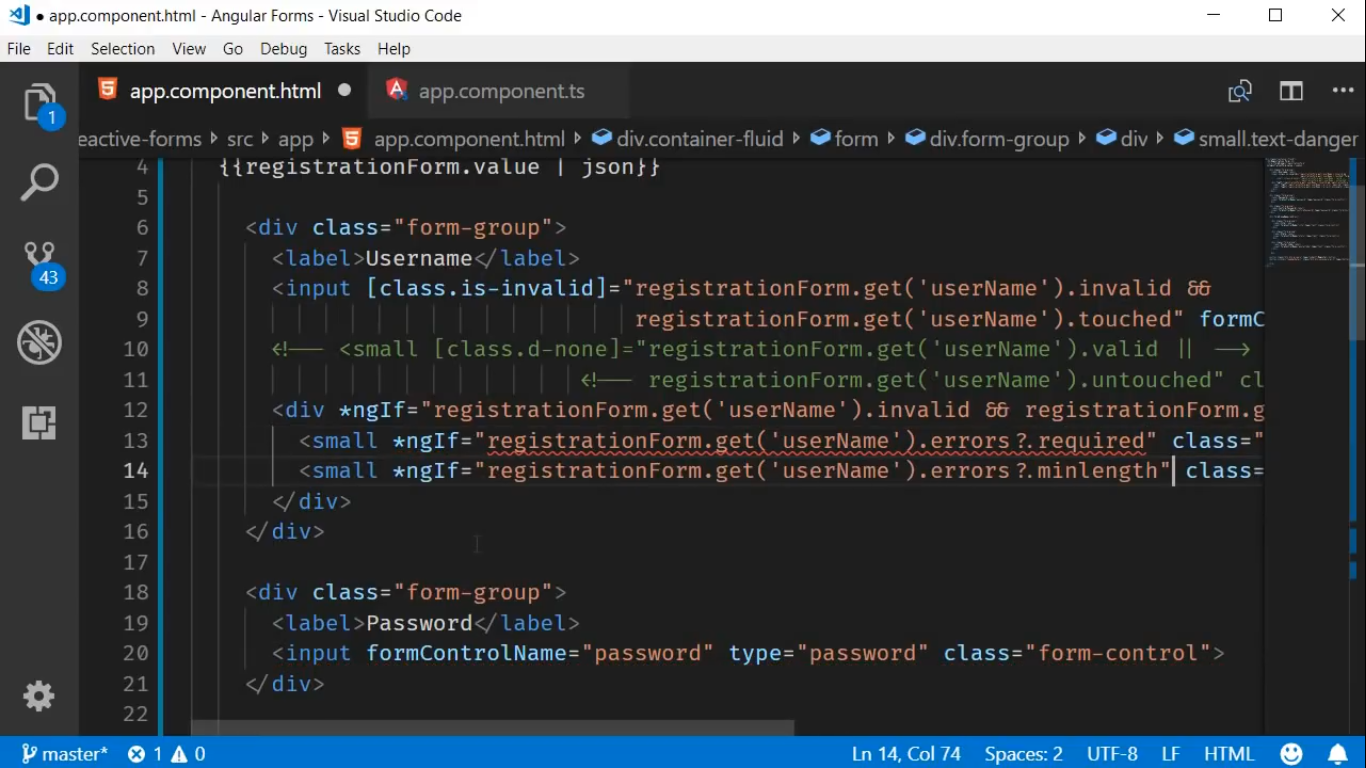 app.component.html - Angular Forms - Visual Studio Code
File Edit Selection View Go Debug Tasks Help
app.component.html app.component.ts
eactive-forms › src › app › app.component.html › div.container-fluid › form › div.form-group › div › small.text-danger
1
43
4 {{registrationForm.value | json}}
5
6 <div class="form-group">
7 <label>Username</label>
8 <input [class.is-invalid]="registrationForm.get('userName').invalid &&
9 registrationForm.get('userName').touched" formC
10 <!-- <small [class.d-none]="registrationForm.get('userName').valid || -->
11 <!-- registrationForm.get('userName').untouched" cl
12 <div *ngIf="registrationForm.get('userName').invalid && registrationForm.g
13 <small *ngIf="registrationForm.get('userName').errors?.required" class="
14 <small *ngIf="registrationForm.get('userName').errors?.minlength" class=
15 </div>
16 </div>
17
18 <div class="form-group">
19 <label>Password</label>
20 <input formControlName="password" type="password" class="form-control">
21 </div>
22
master* 1 0 Ln 14, Col 74 Spaces: 2 UTF-8 LF HTML